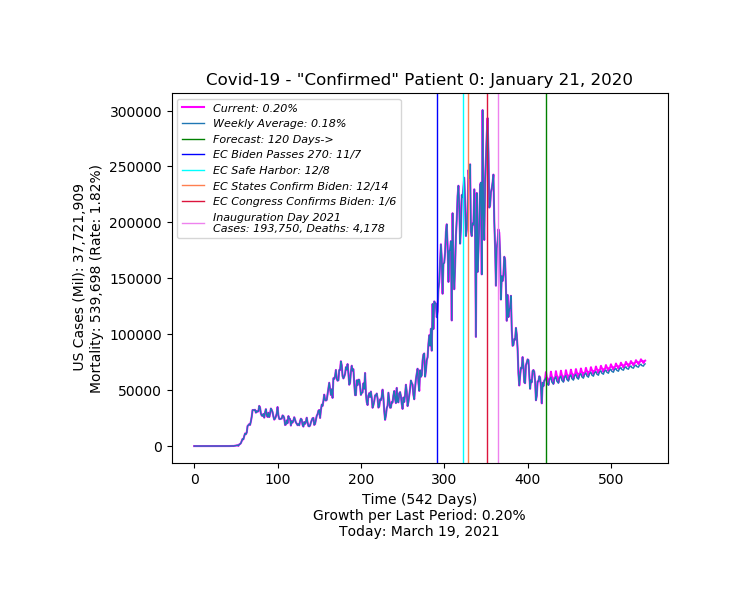 Covid-19 - "Confirmed" Patient 0: January 21, 2020
Current: 0.20%
Weekly Average: 0.18%
Forecast: 120 Days->
EC Biden Passes 270: 11/7
EC Safe Harbor: 12/8
EC States Confirm Biden: 12/14
EC Congress Confirms Biden: 1/6
Inauguration Day 2021
Cases: 193,750, Deaths: 4,178
US Cases (Mil): 37,721,909
Mortality: 539,698 (Rate: 1.82%)
300000
250000
200000
150000
100000
50000
0
0 100 200 300 400 500
Time (542 Days)
Growth per Last Period: 0.20%
Today: March 19, 2021